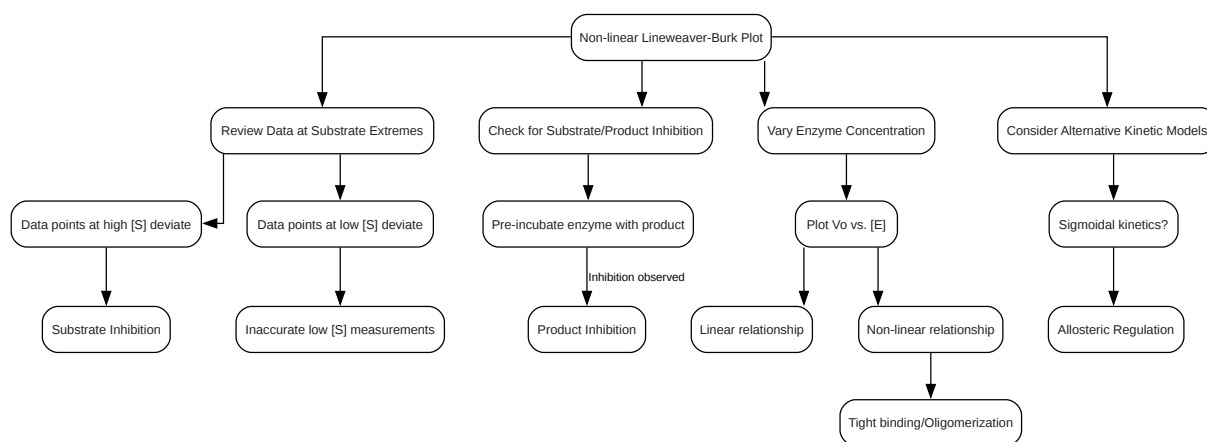 Non-linear Lineweaver-Burk Plot
Review Data at Substrate Extremes
Check for Substrate/Product Inhibition
Vary Enzyme Concentration
Consider Alternative Kinetic Models
Data points at high [S] deviate
Data points at low [S] deviate
Pre-incubate enzyme with product
Plot Vo vs. [E]
Sigmoidal kinetics?
Inhibition observed
Substrate Inhibition
Inaccurate low [S] measurements
Product Inhibition
Linear relationship
Non-linear relationship
Allosteric Regulation
Tight binding/Oligomerization